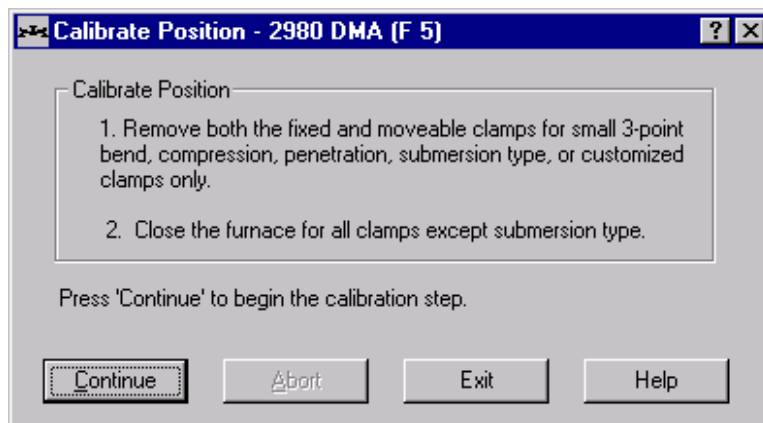 Calibrate Position - 2980 DMA (F 5)
Calibrate Position
1. Remove both the fixed and moveable clamps for small 3-point
bend, compression, penetration, submersion type, or customized
clamps only.
2. Close the furnace for all clamps except submersion type.
Press 'Continue' to begin the calibration step.
Continue Abort Exit Help